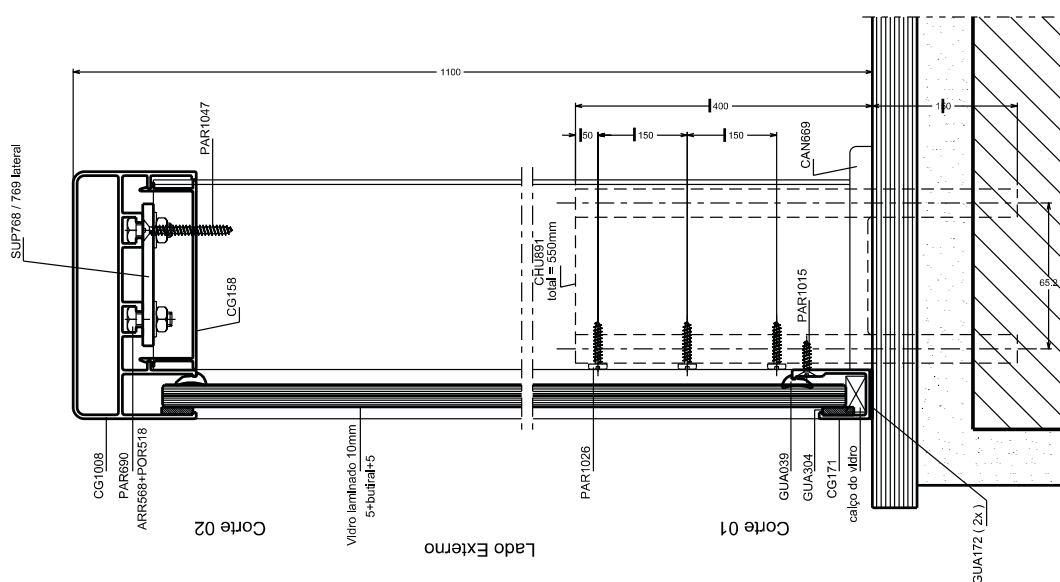 1100
400
150
50
150
150
65.2
SUP768 / 769 lateral
PAR1047
CG158
CHU891
total = 550mm
CAN669
PAR1015
CG1008
PAR690
ARR568+POR518
Vidro laminado 10mm
5+butiral+5
PAR1026
GUA039
GUA304
CG171
calço do vidro
GUA172 ( 2x )
Corte 02
Corte 01
Lado Externo